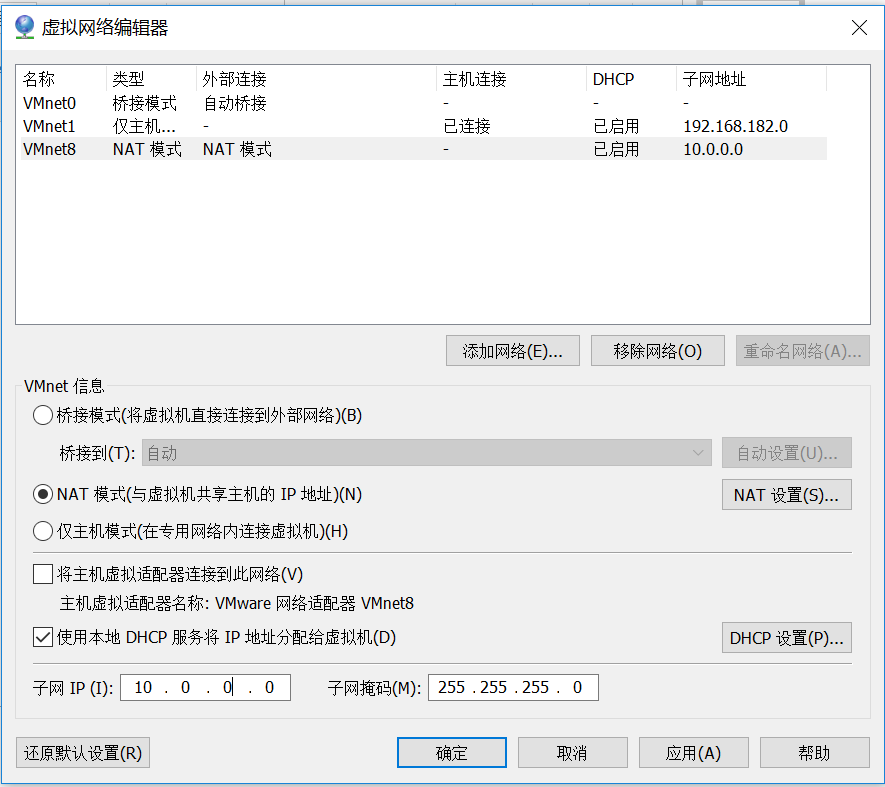 虚拟网络编辑器
名称 类型 外部连接 主机连接 DHCP 子网地址
VMnet0 桥接模式 自动桥接 - - -
VMnet1 仅主机... - 已连接 已启用 192.168.182.0
VMnet8 NAT 模式 NAT 模式 - 已启用 10.0.0.0
添加网络(E)... 移除网络(O) 重命名网络(A)...
VMnet 信息
桥接模式(将虚拟机直接连接到外部网络)(B)
桥接到(T): 自动 自动设置(U)...
NAT 模式(与虚拟机共享主机的 IP 地址)(N) NAT 设置(S)...
仅主机模式(在专用网络内连接虚拟机)(H)
将主机虚拟适配器连接到此网络(V)
主机虚拟适配器名称: VMware 网络适配器 VMnet8
使用本地 DHCP 服务将 IP 地址分配给虚拟机(D) DHCP 设置(P)...
子网 IP (I): 10 . 0 . 0 . 0 子网掩码(M): 255 . 255 . 255 . 0
还原默认设置(R) 确定 取消 应用(A) 帮助